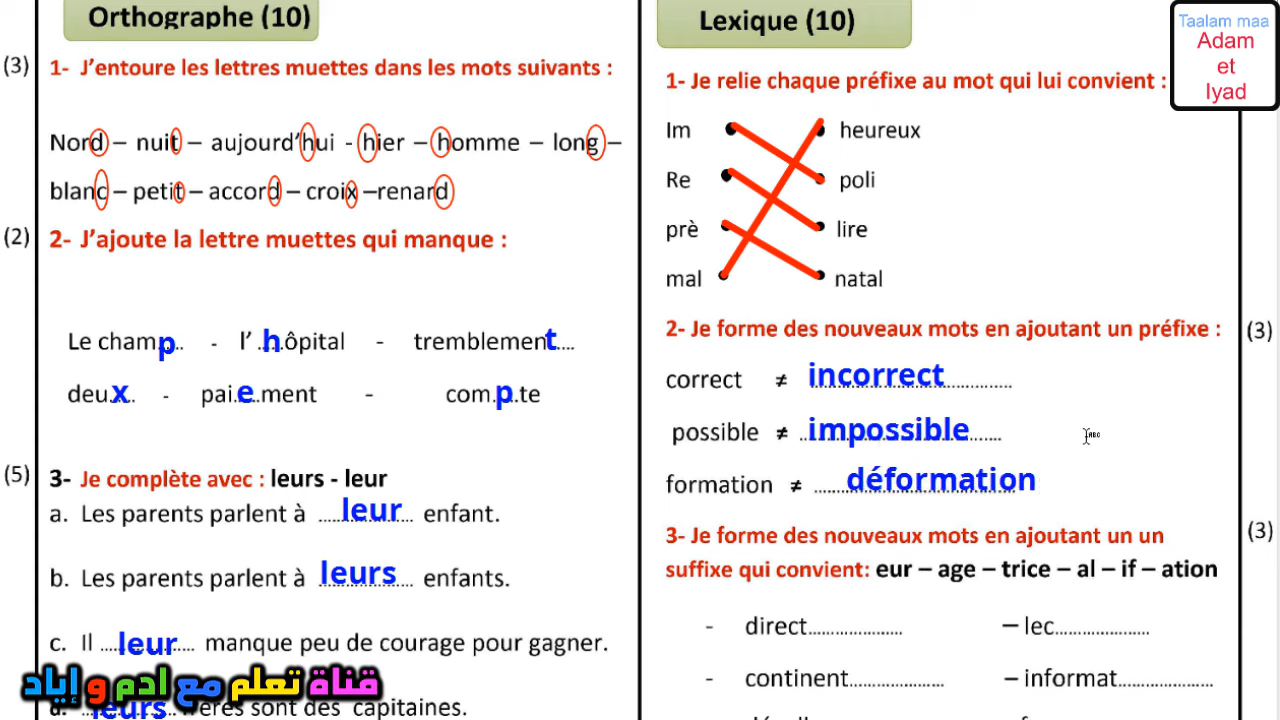 Orthographe (10)
(3) 1- J'entoure les lettres muettes dans les mots suivants :
Nord – nuit – aujourd'hui - hier – homme – long –
blanc – petit – accord – croix –renard
(2) 2- J'ajoute la lettre muettes qui manque :
Le champ - l' hôpital - tremblement
deux - paiement - compte
(5) 3- Je complète avec : leurs - leur
a. Les parents parlent à leur enfant.
b. Les parents parlent à leurs enfants.
c. Il leur manque peu de courage pour gagner.
d. leurs frères sont des capitaines.
قناة تعلم مع ادم و إياد
Lexique (10)
Taalam maa
Adam
et
Iyad
1- Je relie chaque préfixe au mot qui lui convient :
Im heureux
Re poli
prè lire
mal natal
2- Je forme des nouveaux mots en ajoutant un préfixe : (3)
correct ≠ incorrect
possible ≠ impossible
formation ≠ déformation
3- Je forme des nouveaux mots en ajoutant un un (3)
suffixe qui convient: eur – age – trice – al – if – ation
- direct..................... – lec.....................
- continent..................... – informat.....................